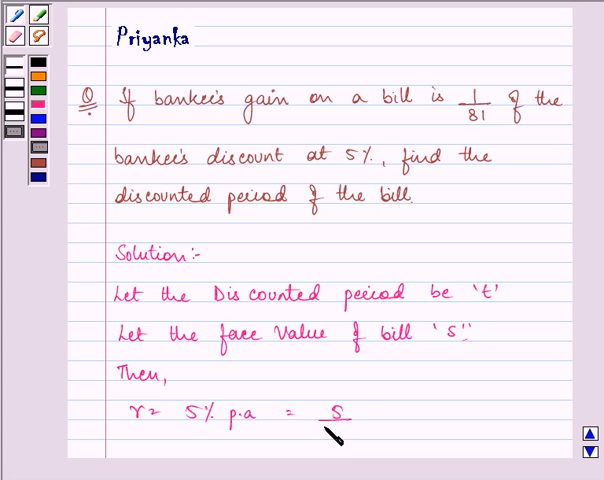 Priyanka
Q If banker's gain on a bill is 1/81 of the
banker's discount at 5%, find the
discounted period of the bill.
Solution:-
Let the Discounted period be 't'
Let the face Value of bill 'S'
Then,
r = 5% p.a = 5